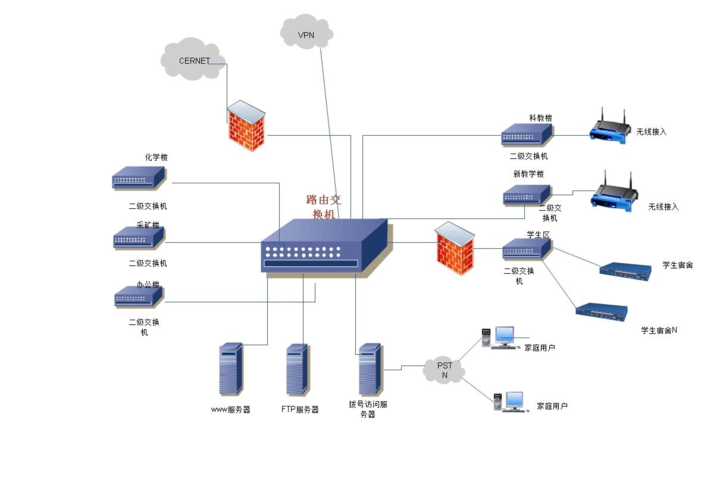 VPN
CERNET
科教楼
无线接入
二级交换机
化学楼
新教学楼
路由交
换机
二级交换机
二级交
换机
无线接入
采矿楼
学生区
二级交换机
二级交换
机
学生宿舍
办公楼
二级交换
机
学生宿舍N
家庭用户
PST
N
www服务器
FTP服务器
拨号访问服
务器
家庭用户